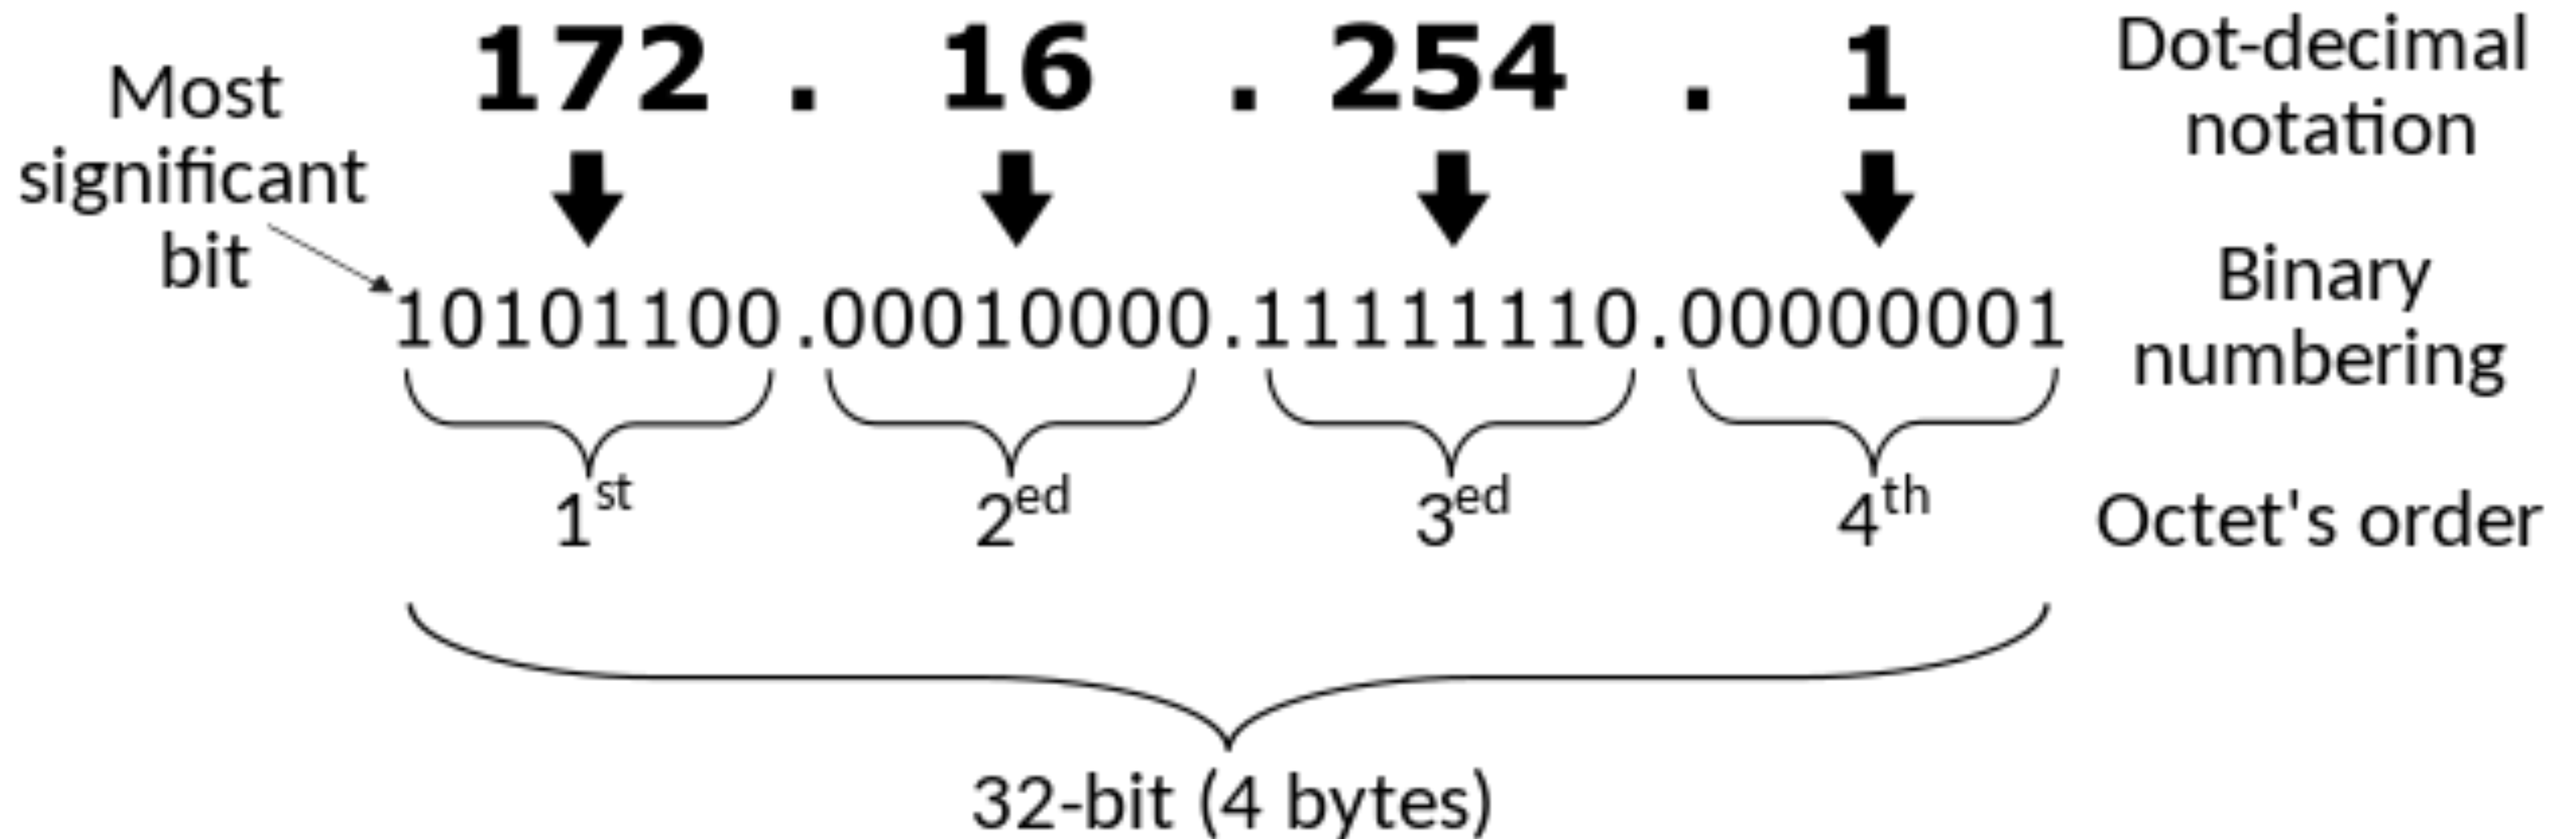 172 . 16 . 254 . 1
Dot-decimal
notation
Most
significant
bit
10101100.00010000.11111110.00000001
Binary
numbering
1st 2ed 3ed 4th
Octet's order
32-bit (4 bytes)